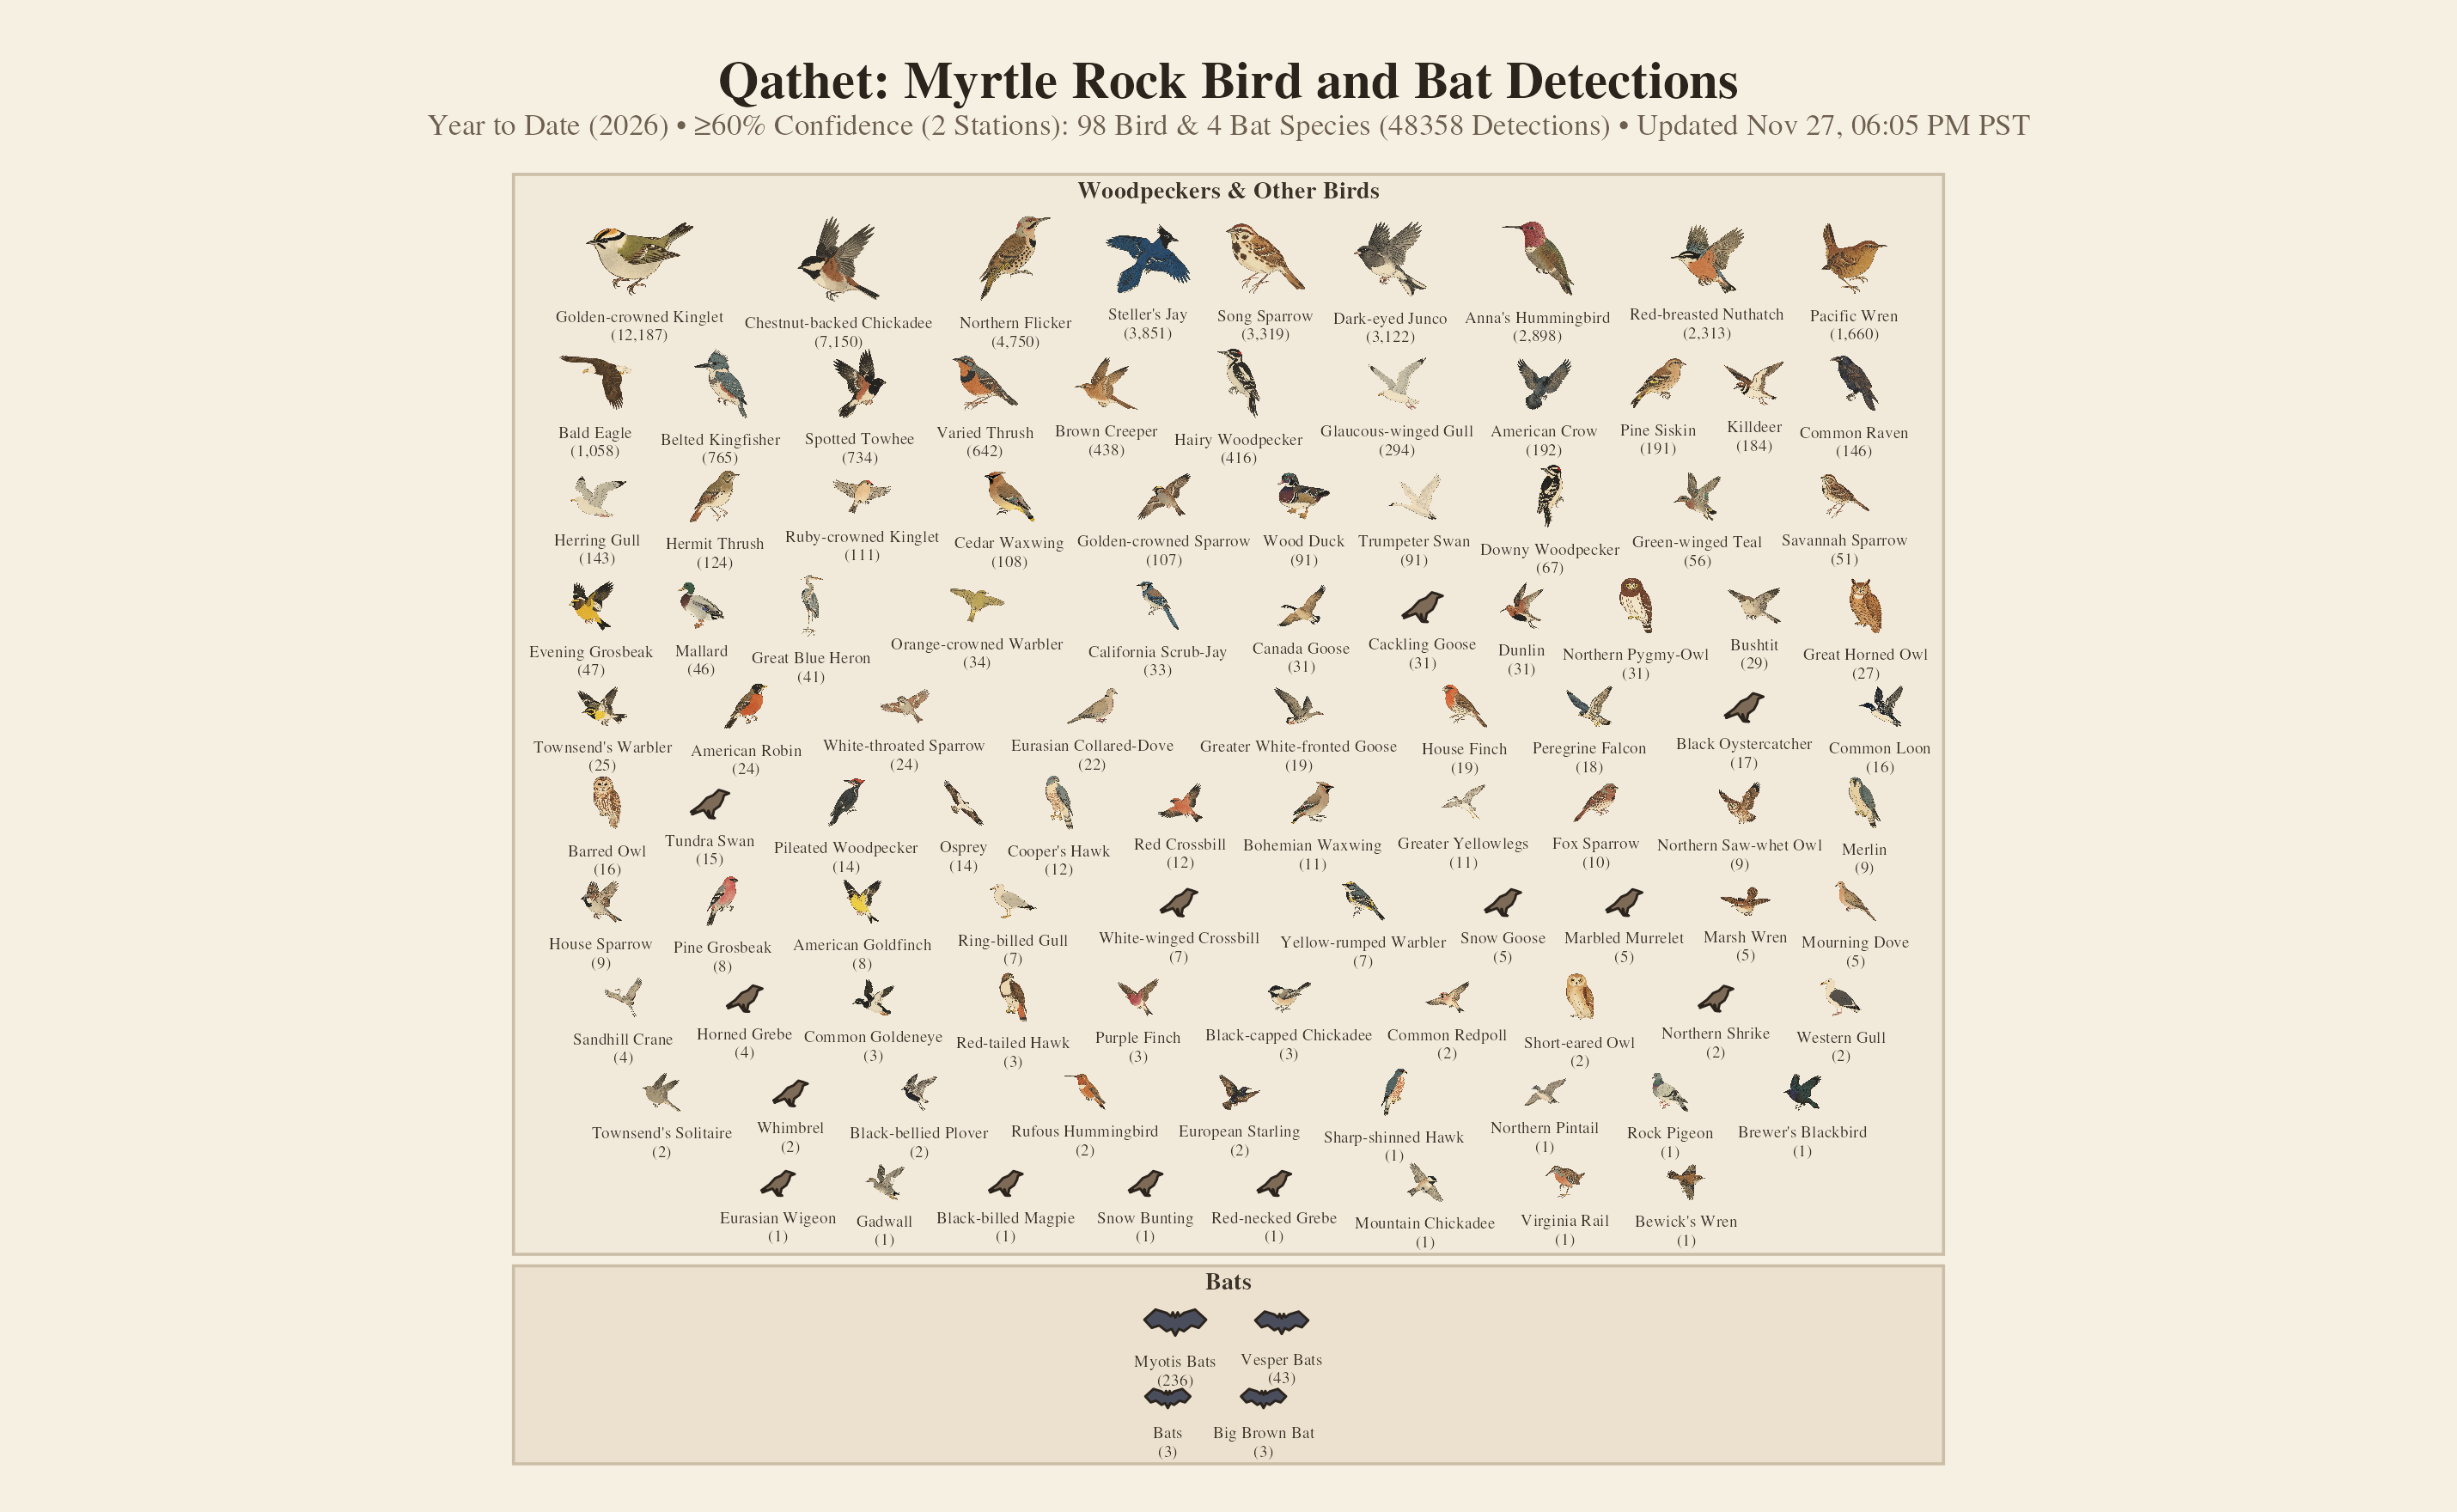 Qathet: Myrtle Rock Bird and Bat Detections
Year to Date (2026) • ≥60% Confidence (2 Stations): 98 Bird & 4 Bat Species (48358 Detections) • Updated Nov 27, 06:05 PM PST
Woodpeckers & Other Birds
Golden-crowned Kinglet
(12,187)
Chestnut-backed Chickadee
(7,150)
Northern Flicker
(4,750)
Steller's Jay
(3,851)
Song Sparrow
(3,319)
Dark-eyed Junco
(3,122)
Anna's Hummingbird
(2,898)
Red-breasted Nuthatch
(2,313)
Pacific Wren
(1,660)
Bald Eagle
(1,058)
Belted Kingfisher
(765)
Spotted Towhee
(734)
Varied Thrush
(642)
Brown Creeper
(438)
Hairy Woodpecker
(416)
Glaucous-winged Gull
(294)
American Crow
(192)
Pine Siskin
(191)
Killdeer
(184)
Common Raven
(146)
Herring Gull
(143)
Hermit Thrush
(124)
Ruby-crowned Kinglet
(111)
Cedar Waxwing
(108)
Golden-crowned Sparrow
(107)
Wood Duck
(91)
Trumpeter Swan
(91)
Downy Woodpecker
(67)
Green-winged Teal
(56)
Savannah Sparrow
(51)
Evening Grosbeak
(47)
Mallard
(46)
Great Blue Heron
(41)
Orange-crowned Warbler
(34)
California Scrub-Jay
(33)
Canada Goose
(31)
Cackling Goose
(31)
Dunlin
(31)
Northern Pygmy-Owl
(31)
Bushtit
(29)
Great Horned Owl
(27)
Townsend's Warbler
(25)
American Robin
(24)
White-throated Sparrow
(24)
Eurasian Collared-Dove
(22)
Greater White-fronted Goose
(19)
House Finch
(19)
Peregrine Falcon
(18)
Black Oystercatcher
(17)
Common Loon
(16)
Barred Owl
(16)
Tundra Swan
(15)
Pileated Woodpecker
(14)
Osprey
(14)
Cooper's Hawk
(12)
Red Crossbill
(12)
Bohemian Waxwing
(11)
Greater Yellowlegs
(11)
Fox Sparrow
(10)
Northern Saw-whet Owl
(9)
Merlin
(9)
House Sparrow
(9)
Pine Grosbeak
(8)
American Goldfinch
(8)
Ring-billed Gull
(7)
White-winged Crossbill
(7)
Yellow-rumped Warbler
(7)
Snow Goose
(5)
Marbled Murrelet
(5)
Marsh Wren
(5)
Mourning Dove
(5)
Sandhill Crane
(4)
Horned Grebe
(4)
Common Goldeneye
(3)
Red-tailed Hawk
(3)
Purple Finch
(3)
Black-capped Chickadee
(3)
Common Redpoll
(2)
Short-eared Owl
(2)
Northern Shrike
(2)
Western Gull
(2)
Townsend's Solitaire
(2)
Whimbrel
(2)
Black-bellied Plover
(2)
Rufous Hummingbird
(2)
European Starling
(2)
Sharp-shinned Hawk
(1)
Northern Pintail
(1)
Rock Pigeon
(1)
Brewer's Blackbird
(1)
Eurasian Wigeon
(1)
Gadwall
(1)
Black-billed Magpie
(1)
Snow Bunting
(1)
Red-necked Grebe
(1)
Mountain Chickadee
(1)
Virginia Rail
(1)
Bewick's Wren
(1)
Bats
Myotis Bats
(236)
Vesper Bats
(43)
Bats
(3)
Big Brown Bat
(3)